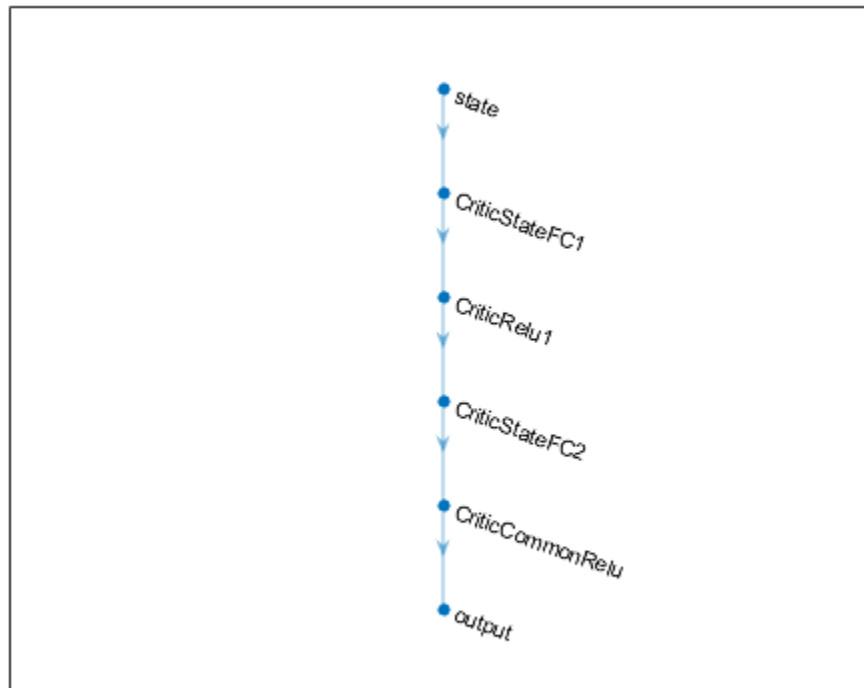 state
CriticStateFC1
CriticRelu1
CriticStateFC2
CriticCommonRelu
output